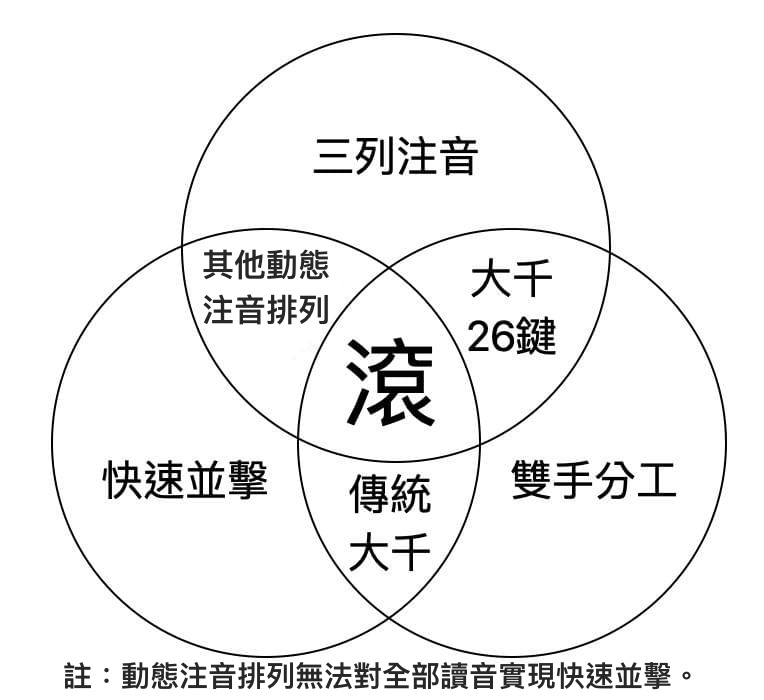 三列注音
其他動態
注音排列
大千
26鍵
滾
快速並擊
雙手分工
傳統
大千
註：動態注音排列無法對全部讀音實現快速並擊。